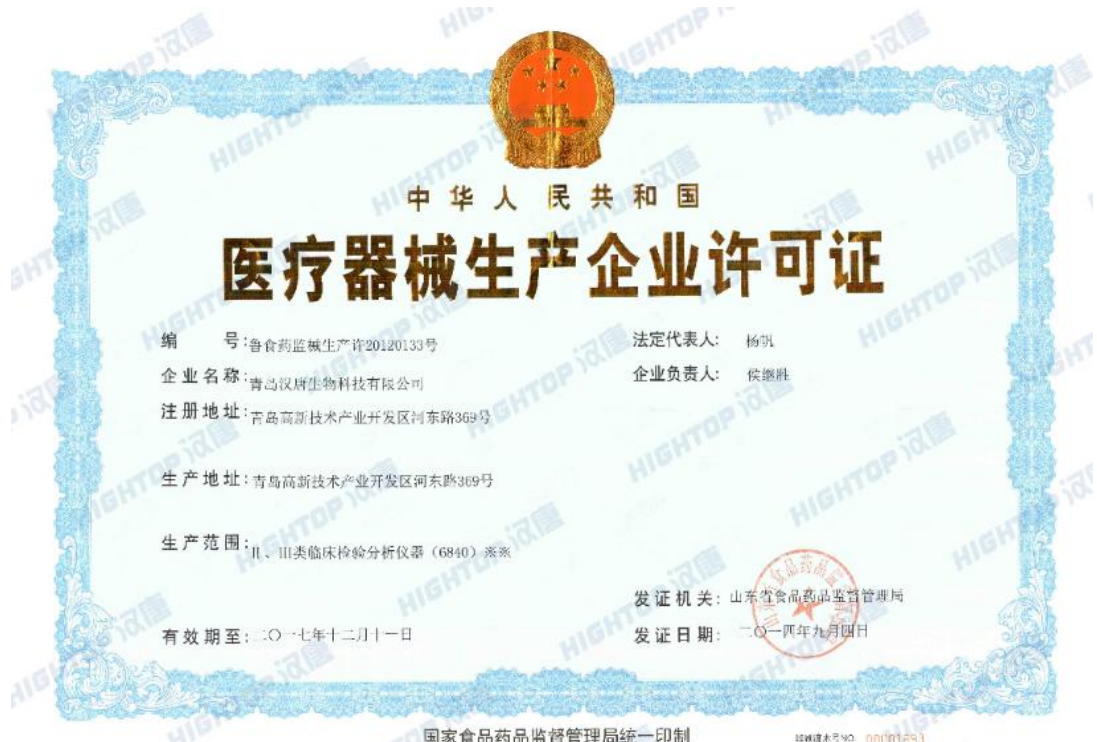 中华人民共和国
医疗器械生产企业许可证
编 号:鲁食药监械生产许20120133号
法定代表人: 杨帆
企业名称:青岛汉唐生物科技有限公司
企业负责人: 侯继胜
注册地址:青岛高新技术产业开发区河东路369号
生产地址:青岛高新技术产业开发区河东路369号
生产范围:II、III类临床检验分析仪器(6840)※※
发证机关:山东省食品药品监督管理局
有效期至:二〇一七年十二月十一日
发证日期:二〇一四年九月四日
国家食品药品监督管理局统一印制
NO. 00001893
HIGHTOP 汉唐